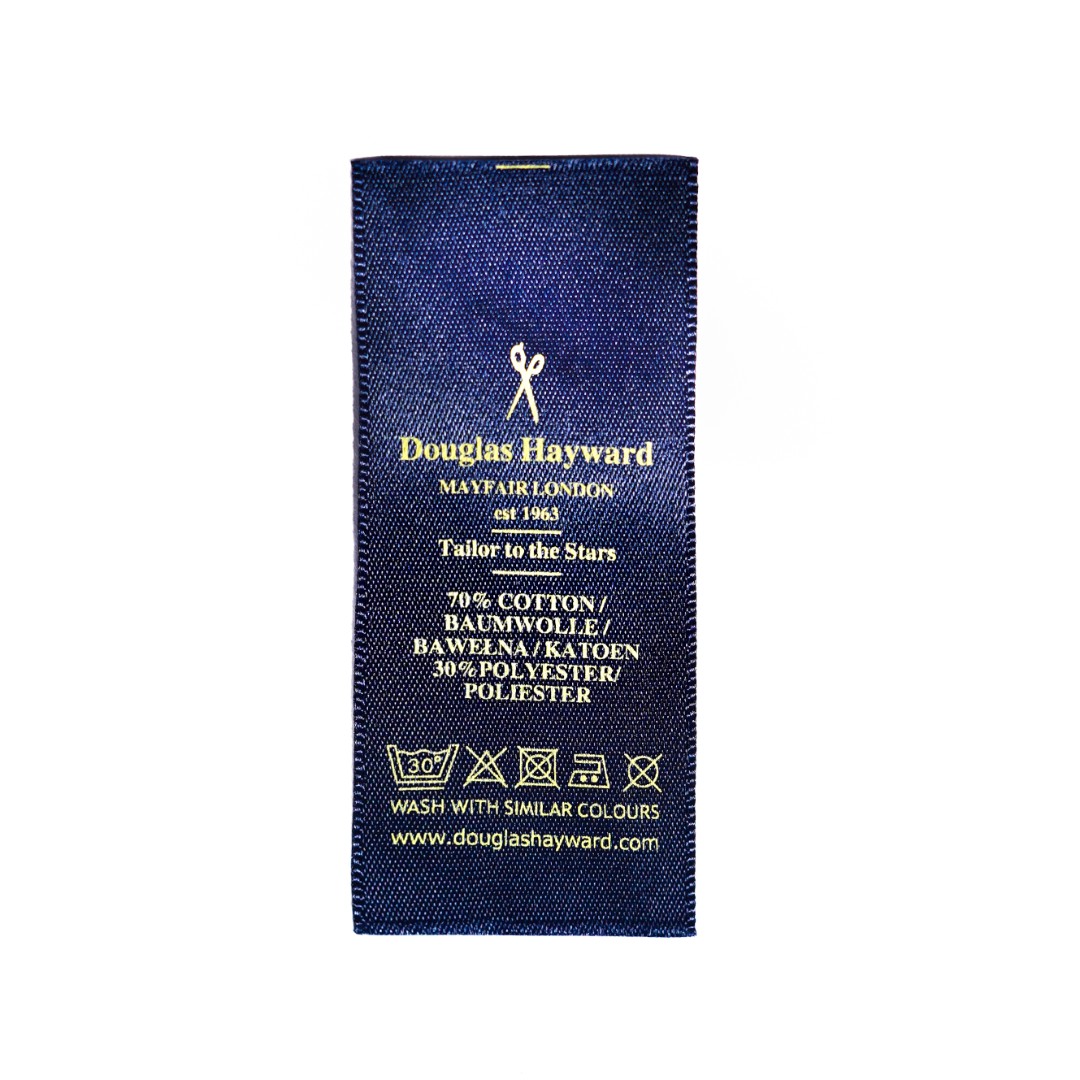 Douglas Hayward
MAYFAIR LONDON
est 1963
Tailor to the Stars
70% COTTON/
BAUMWOLLE/
BAWEŁNA/KATOEN
30%POLYESTER/
POLIESTER
30°
WASH WITH SIMILAR COLOURS
www.douglashayward.com